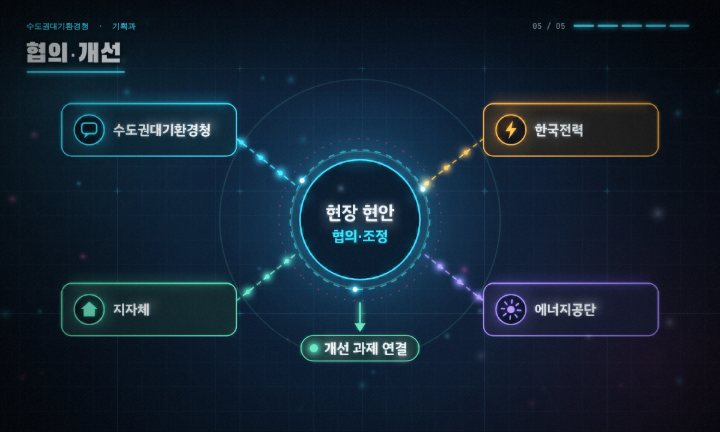 수도권대기환경청 · 기획과
05 / 05
협의·개선
수도권대기환경청
한국전력
현장 현안
협의·조정
지자체
에너지공단
개선 과제 연결